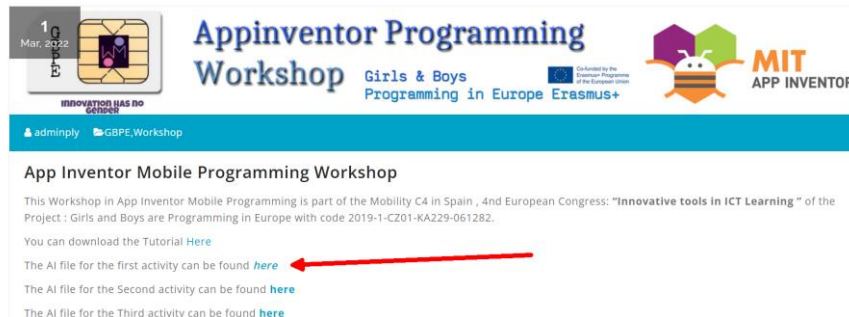 1
Mar, 2022
G
B
P
E
WM
INNOVATION HAS NO
GENDER
Appinventor Programming
Workshop
Girls & Boys
Programming in Europe Erasmus+
Co-funded by the
Erasmus+ Programme
of the European Union
MIT
APP INVENTOR
adminply GBPE,Workshop
App Inventor Mobile Programming Workshop
This Workshop in App Inventor Mobile Programming is part of the Mobility C4 in Spain , 4nd European Congress: “Innovative tools in ICT Learning ” of the
Project : Girls and Boys are Programming in Europe with code 2019-1-CZ01-KA229-061282.
You can download the Tutorial Here
The AI file for the first activity can be found here
The AI file for the Second activity can be found here
The AI file for the Third activity can be found here